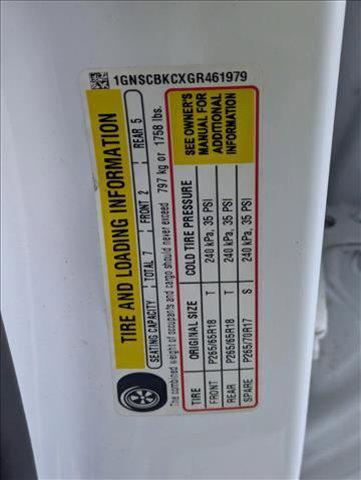 1GNSCBKCXGR461979
TIRE AND LOADING INFORMATION
SEATING CAPACITY TOTAL 7 FRONT 2 REAR 5
The combined weight of occupants and cargo should never exceed 797 kg or 1758 lbs.
TIRE ORIGINAL SIZE COLD TIRE PRESSURE
FRONT P265/65R18 T 240 kPa, 35 PSI
REAR P265/65R18 T 240 kPa, 35 PSI
SPARE P265/70R17 S 240 kPa, 35 PSI
SEE OWNER'S
MANUAL FOR
ADDITIONAL
INFORMATION